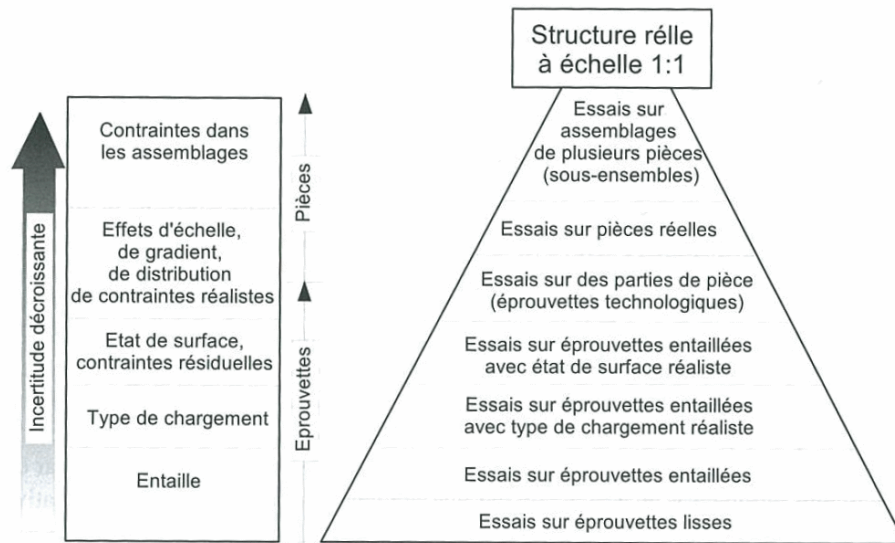 Structure rélle
à échelle 1:1
Incertitude décroissante
Contraintes dans
les assemblages
Effets d'échelle,
de gradient,
de distribution
de contraintes réalistes
Etat de surface,
contraintes résiduelles
Type de chargement
Entaille
Pièces
Eprouvettes
Essais sur
assemblages
de plusieurs pièces
(sous-ensembles)
Essais sur pièces réelles
Essais sur des parties de pièce
(éprouvettes technologiques)
Essais sur éprouvettes entaillées
avec état de surface réaliste
Essais sur éprouvettes entaillées
avec type de chargement réaliste
Essais sur éprouvettes entaillées
Essais sur éprouvettes lisses